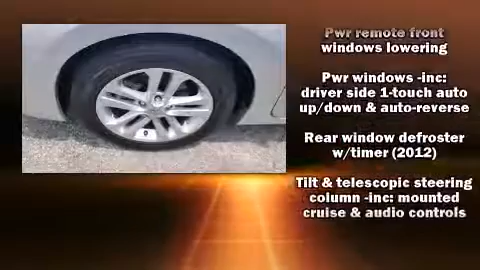 Pwr remote front
windows lowering
Pwr windows -inc:
driver side 1-touch auto
up/down & auto-reverse
Rear window defroster
w/timer (2012)
Tilt & telescopic steering
column -inc: mounted
cruise & audio controls